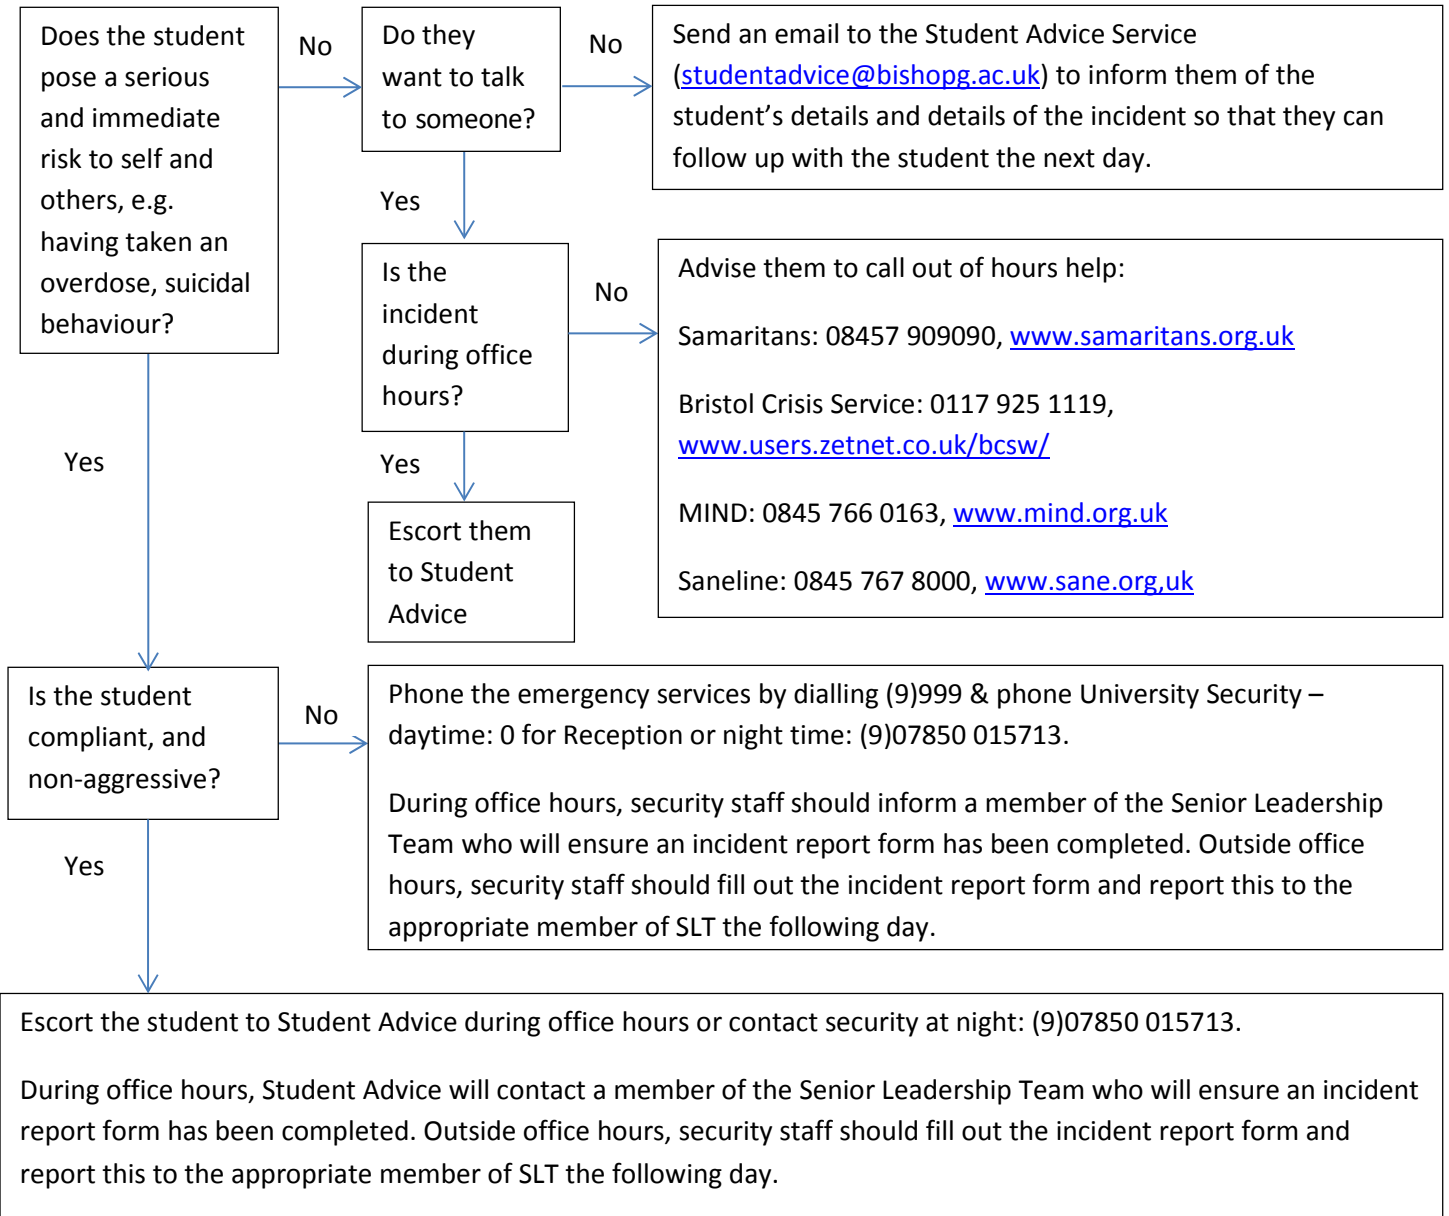 Does the student
pose a serious
and immediate
risk to self and
others, e.g.
having taken an
overdose, suicidal
behaviour?
No
Do they
want to talk
to someone?
No
Send an email to the Student Advice Service
(studentadvice@bishopg.ac.uk) to inform them of the
student’s details and details of the incident so that they can
follow up with the student the next day.
Yes
Is the
incident
during office
hours?
No
Advise them to call out of hours help:
Samaritans: 08457 909090, www.samaritans.org.uk
Bristol Crisis Service: 0117 925 1119,
www.users.zetnet.co.uk/bcsw/
MIND: 0845 766 0163, www.mind.org.uk
Saneline: 0845 767 8000, www.sane.org,uk
Yes
Escort them
to Student
Advice
Yes
Is the student
compliant, and
non-aggressive?
No
Phone the emergency services by dialling (9)999 & phone University Security –
daytime: 0 for Reception or night time: (9)07850 015713.
During office hours, security staff should inform a member of the Senior Leadership
Team who will ensure an incident report form has been completed. Outside office
hours, security staff should fill out the incident report form and report this to the
appropriate member of SLT the following day.
Yes
Escort the student to Student Advice during office hours or contact security at night: (9)07850 015713.
During office hours, Student Advice will contact a member of the Senior Leadership Team who will ensure an incident
report form has been completed. Outside office hours, security staff should fill out the incident report form and
report this to the appropriate member of SLT the following day.